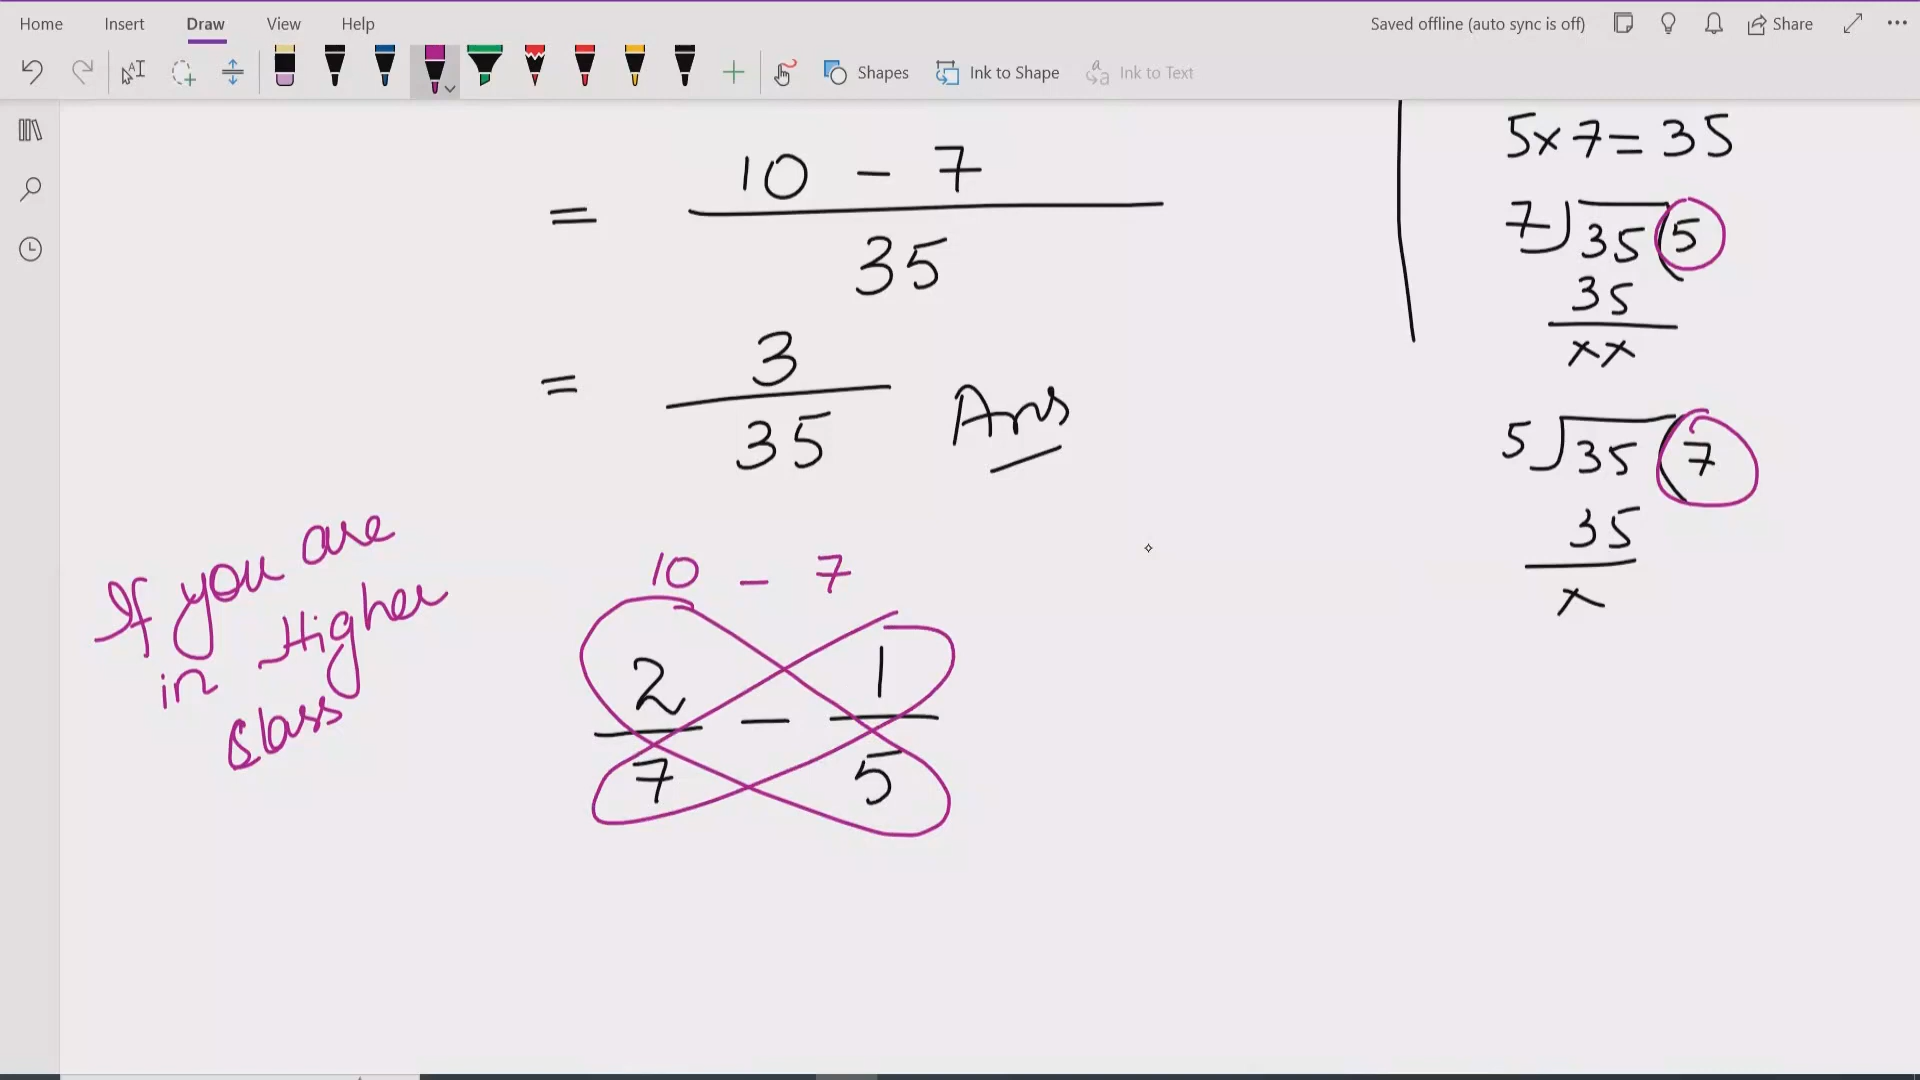 Home Insert Draw View Help
Saved offline (auto sync is off) Share
Shapes Ink to Shape Ink to Text
10 - 7
= 35
= 3
35 Ans
5x7=35
7)35(5
35
xx
5)35(7
35
x
If you are
in Higher
class
10 - 7
2 - 1
7 5